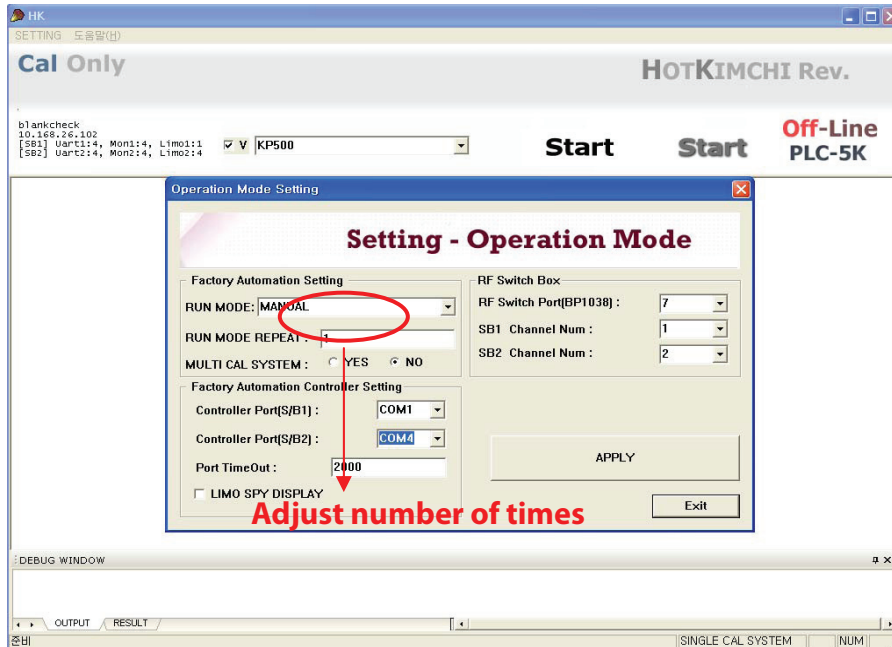 HK
SETTING 도움말(H)
Cal Only
HOTKIMCHI Rev.
blankcheck
10.168.26.102
[SB1] Uart1:4, Mon1:4, Limo1:1
[SB2] Uart2:4, Mon2:4, Limo2:4
V KP500
Start Start
Off-Line
PLC-5K
Operation Mode Setting
Setting - Operation Mode
Factory Automation Setting
RUN MODE: MANUAL
RUN MODE REPEAT : 1
MULTI CAL SYSTEM : YES NO
RF Switch Box
RF Switch Port(BP1038) : 7
SB1 Channel Num : 1
SB2 Channel Num : 2
Factory Automation Controller Setting
Controller Port(S/B1) : COM1
Controller Port(S/B2) : COM4
Port TimeOut : 2000
LIMO SPY DISPLAY
APPLY
Exit
Adjust number of times
DEBUG WINDOW
OUTPUT RESULT
준비 SINGLE CAL SYSTEM NUM